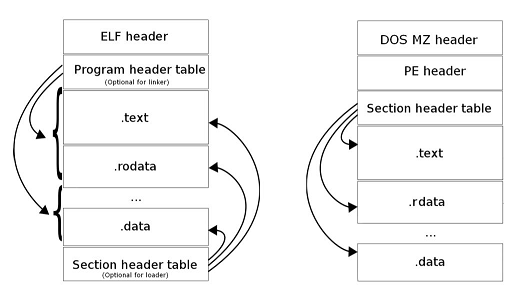 ELF header
Program header table
(Optional for linker)
.text
.rodata
...
.data
Section header table
(Optional for loader)
DOS MZ header
PE header
Section header table
.text
.rdata
...
.data